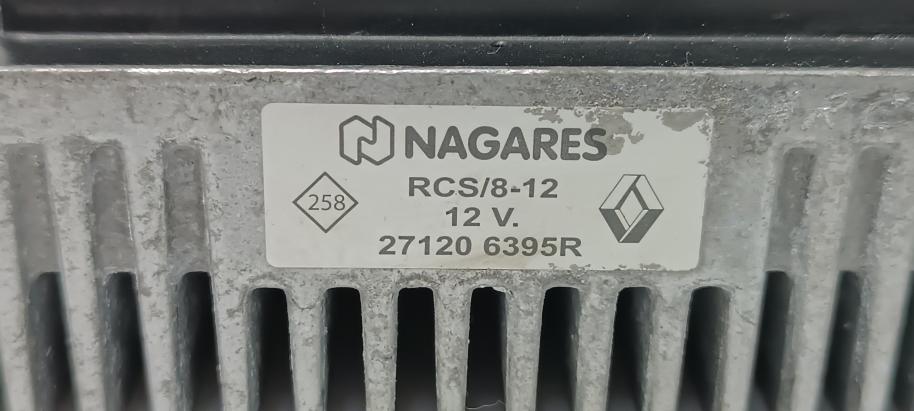 NAGARES
RCS/8-12
258
12 V.
27120 6395R